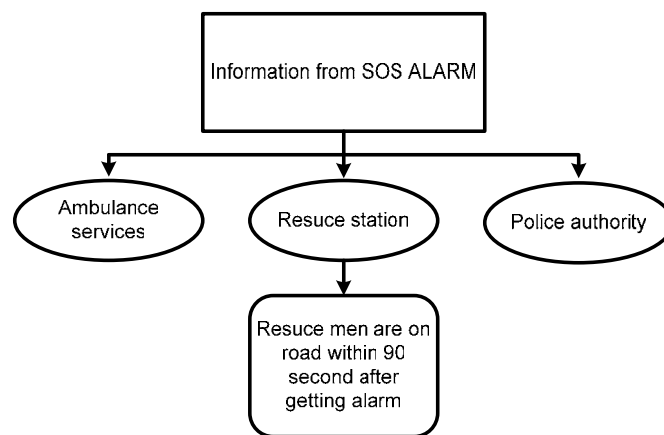 Information from SOS ALARM
Ambulance
services
Resuce station
Police authority
Resuce men are on
road within 90
second after
getting alarm